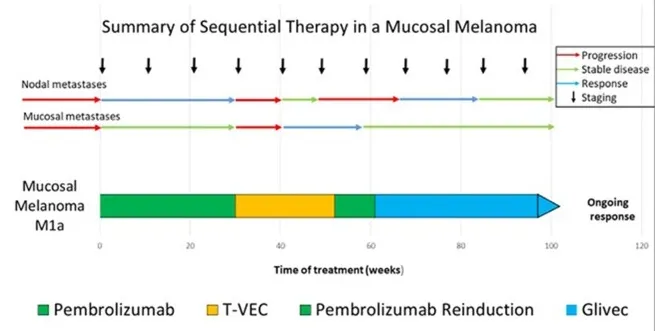 Summary of Sequential Therapy in a Mucosal Melanoma
Progression
Stable disease
Response
Staging
Nodal metastases
Mucosal metastases
Mucosal
Melanoma
M1a
Ongoing
response
0 20 40 60 80 100 120
Time of treatment (weeks)
Pembrolizumab T-VEC Pembrolizumab Reinduction Glivec